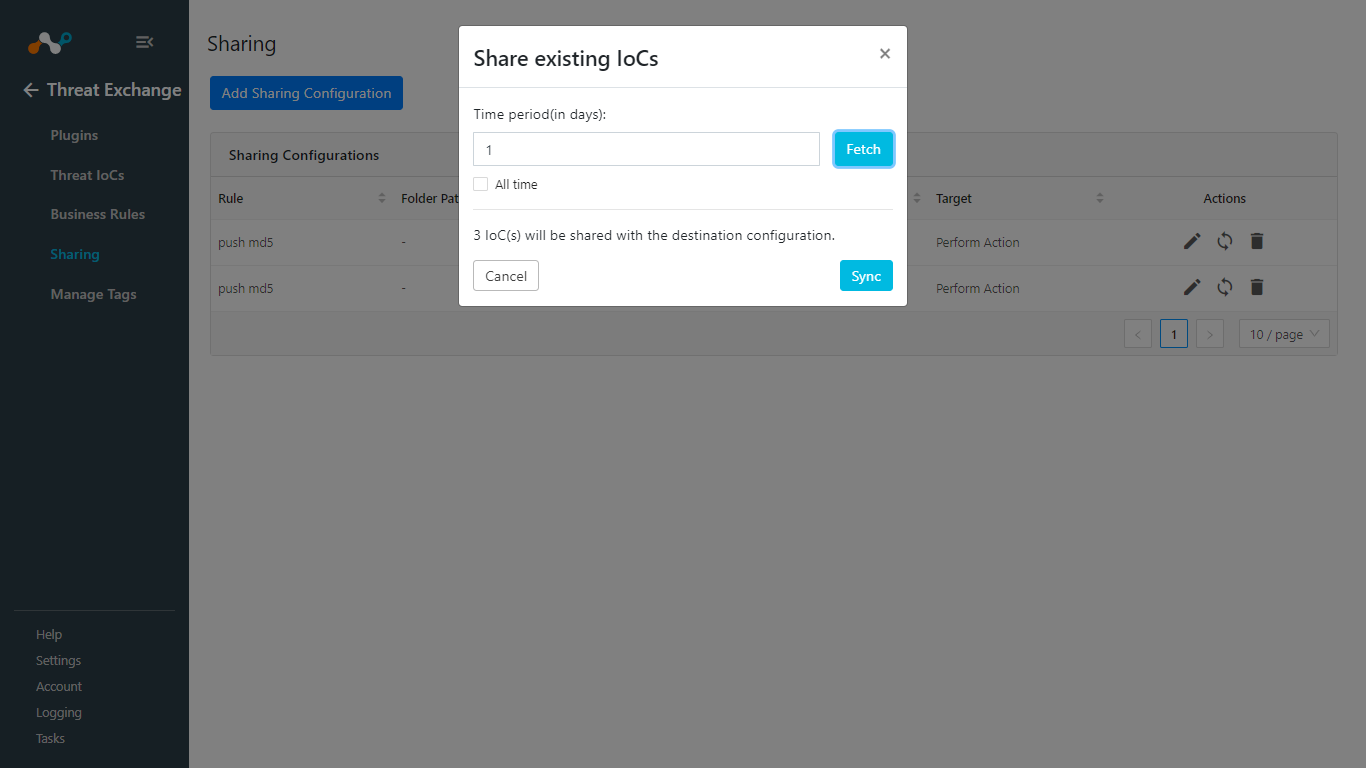 Threat Exchange
Plugins
Threat IoCs
Business Rules
Sharing
Manage Tags
Help
Settings
Account
Logging
Tasks
Sharing
Add Sharing Configuration
Sharing Configurations
Rule Folder Pat Target Actions
push md5 - Perform Action
push md5 - Perform Action
< 1 > 10 / page
Share existing IoCs ×
Time period(in days):
1 Fetch
All time
3 IoC(s) will be shared with the destination configuration.
Cancel Sync